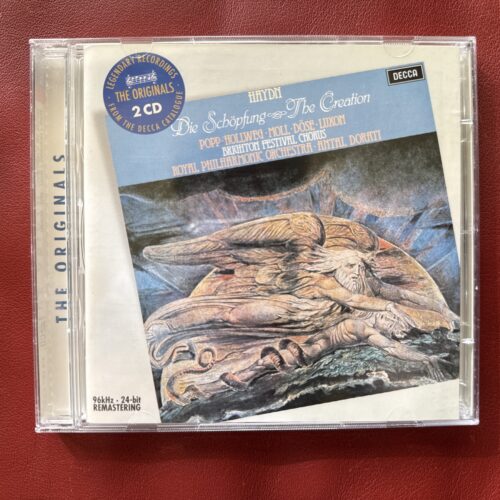 LEGENDARY RECORDINGS
THE ORIGINALS
2 CD
FROM THE DECCA CATALOGUE
DECCA
HAYDN
Die Schöpfung The Creation
POPP · HOLLWEG · MOLL · DÖSE · LUXON
BRIGHTON FESTIVAL CHORUS
ROYAL PHILHARMONIC ORCHESTRA · ANTAL DORATI
THE ORIGINALS
96kHz · 24-bit
REMASTERING